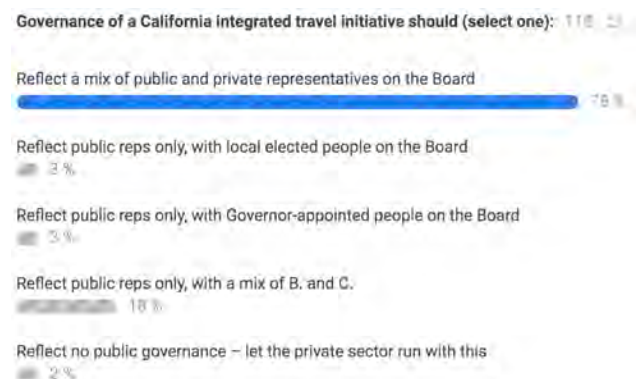 Governance of a California integrated travel initiative should (select one):
Reflect a mix of public and private representatives on the Board
Reflect public reps only, with local elected people on the Board
3 %
Reflect public reps only, with Governor-appointed people on the Board
3 %
Reflect public reps only, with a mix of B. and C.
Reflect no public governance – let the private sector run with this
2 %